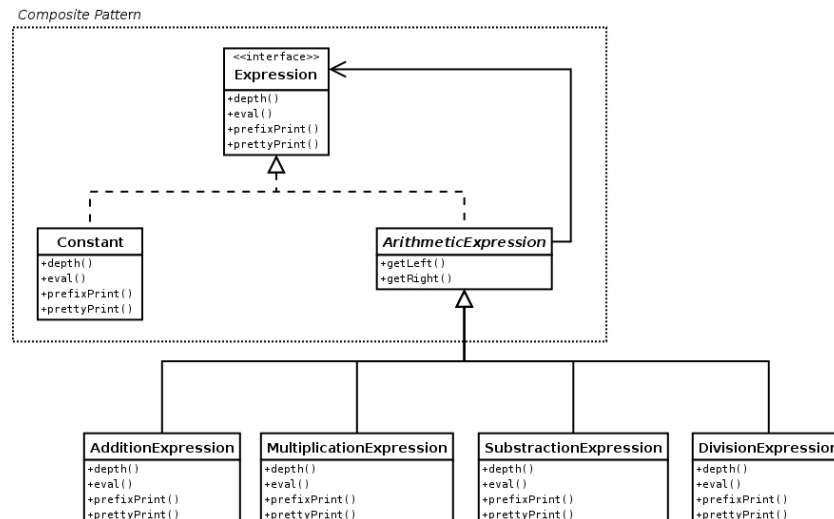 Composite Pattern
<<interface>>
Expression
+depth()
+eval()
+prefixPrint()
+prettyPrint()
Constant
+depth()
+eval()
+prefixPrint()
+prettyPrint()
ArithmeticExpression
+getLeft()
+getRight()
AdditionExpression
+depth()
+eval()
+prefixPrint()
+prettyPrint()
MultiplicationExpression
+depth()
+eval()
+prefixPrint()
+prettyPrint()
SubstractionExpression
+depth()
+eval()
+prefixPrint()
+prettyPrint()
DivisionExpression
+depth()
+eval()
+prefixPrint()
+prettyPrint()